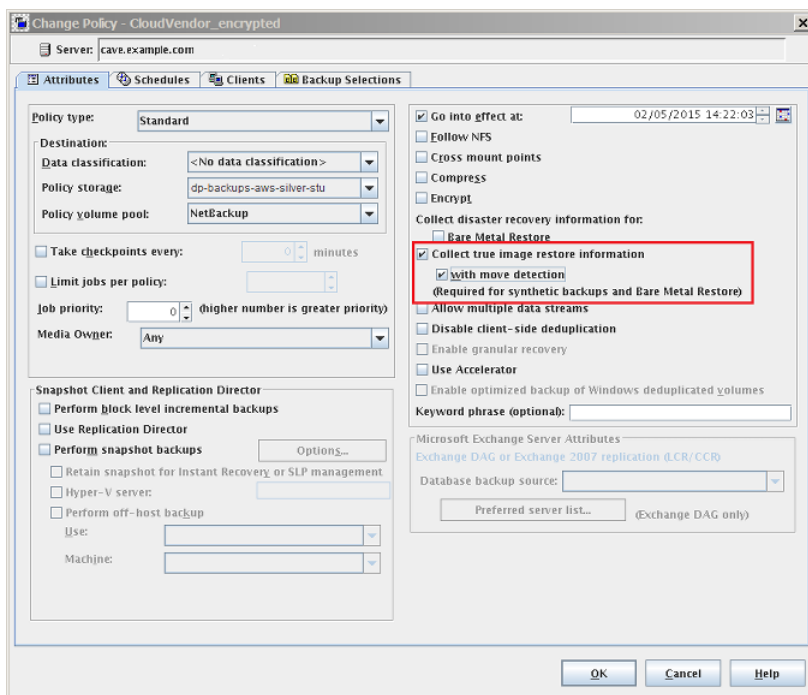 Change Policy - CloudVendor_encrypted
Server: cave.example.com
Attributes Schedules Clients Backup Selections
Policy type: Standard
Destination:
Data classification: <No data classification>
Policy storage: dp-backups-aws-silver-stu
Policy volume pool: NetBackup
Take checkpoints every: 0 minutes
Limit jobs per policy:
Job priority: 0 (higher number is greater priority)
Media Owner: Any
Snapshot Client and Replication Director
Perform block level incremental backups
Use Replication Director
Perform snapshot backups Options...
Retain snapshot for Instant Recovery or SLP management
Hyper-V server:
Perform off-host backup
Use:
Machine:
Go into effect at: 02/05/2015 14:22:03
Follow NFS
Cross mount points
Compress
Encrypt
Collect disaster recovery information for:
Bare Metal Restore
Collect true image restore information
with move detection
(Required for synthetic backups and Bare Metal Restore)
Allow multiple data streams
Disable client-side deduplication
Enable granular recovery
Use Accelerator
Enable optimized backup of Windows deduplicated volumes
Keyword phrase (optional):
Microsoft Exchange Server Attributes
Exchange DAG or Exchange 2007 replication (LCR/CCR)
Database backup source:
Preferred server list... (Exchange DAG only)
OK Cancel Help